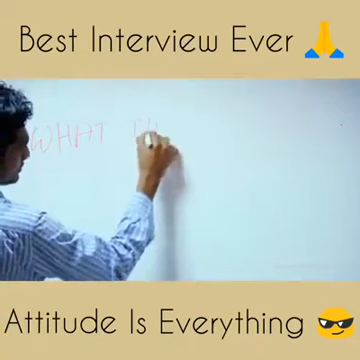 Best Interview Ever 🙏
WHAT
Attitude Is Everything 😎